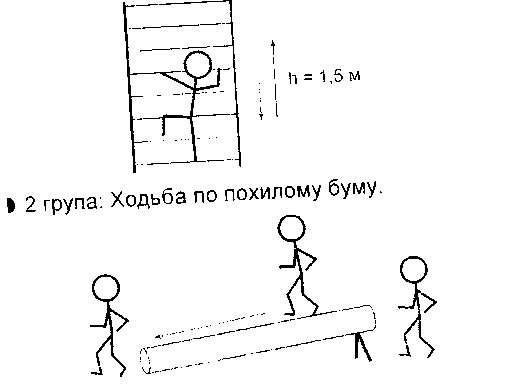 h = 1,5 м
2 група: Ходьба по похилому буму.